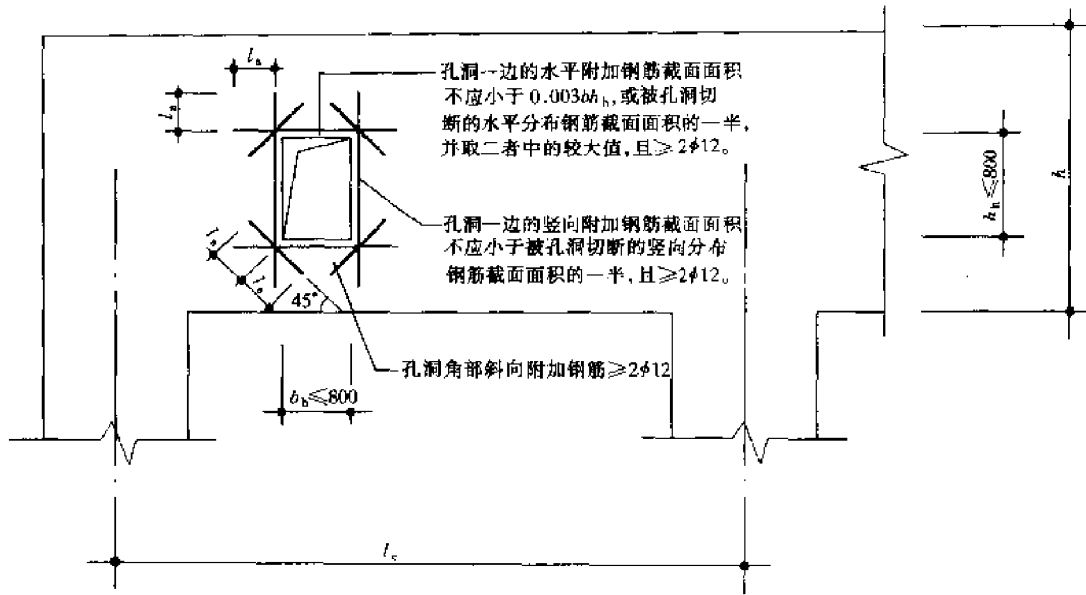 l_a
l_a
孔洞一边的水平附加钢筋截面面积
不应小于0.003bh_h,或被孔洞切
断的水平分布钢筋截面面积的一半,
并取二者中的较大值,且≥2φ12。
孔洞一边的竖向附加钢筋截面面积
不应小于被孔洞切断的竖向分布
钢筋截面面积的一半,且≥2φ12。
h_h≤800
h
l_a
l_a
45°
孔洞角部斜向附加钢筋≥2φ12
b_h≤800
l_c